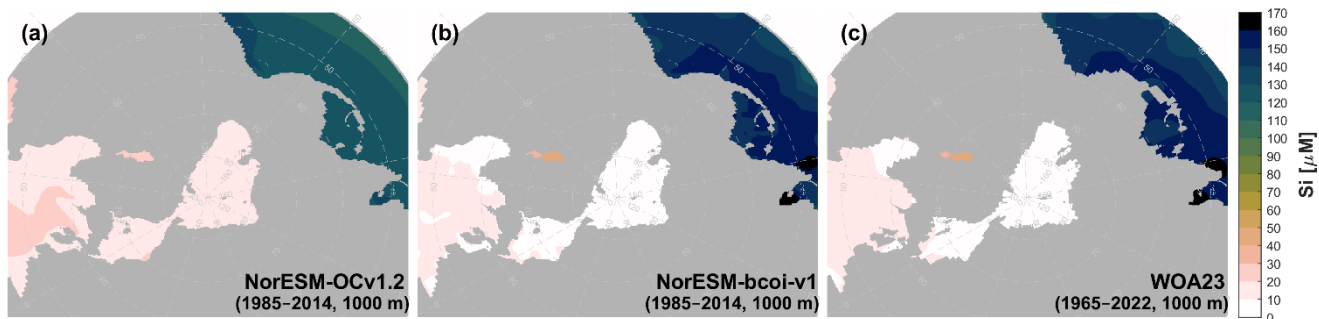 (a)
NorESM-OCv1.2
(1985–2014, 1000 m)
(b)
NorESM-bcoi-v1
(1985–2014, 1000 m)
(c)
WOA23
(1965–2022, 1000 m)
170
160
150
140
130
120
110
100
90
80
70
60
50
40
30
20
10
0
Si [μM]